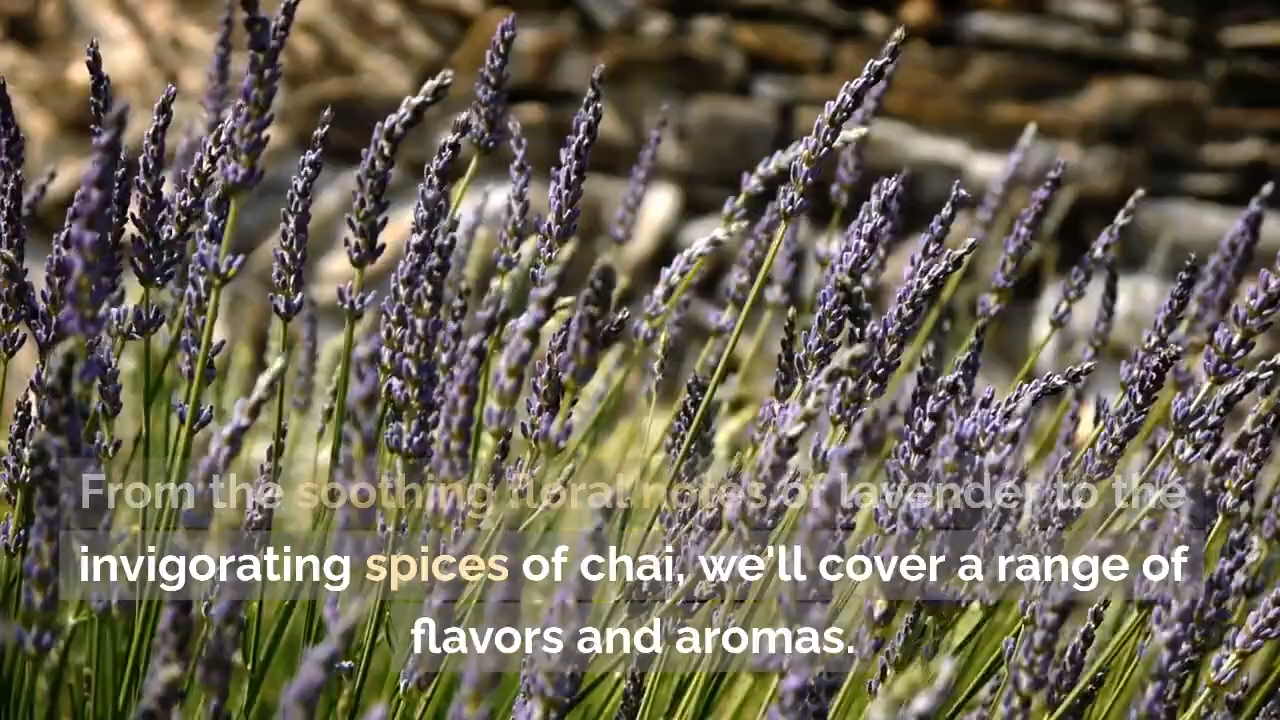 From the soothing floral notes of lavender to the
invigorating spices of chai, we'll cover a range of
flavors and aromas.